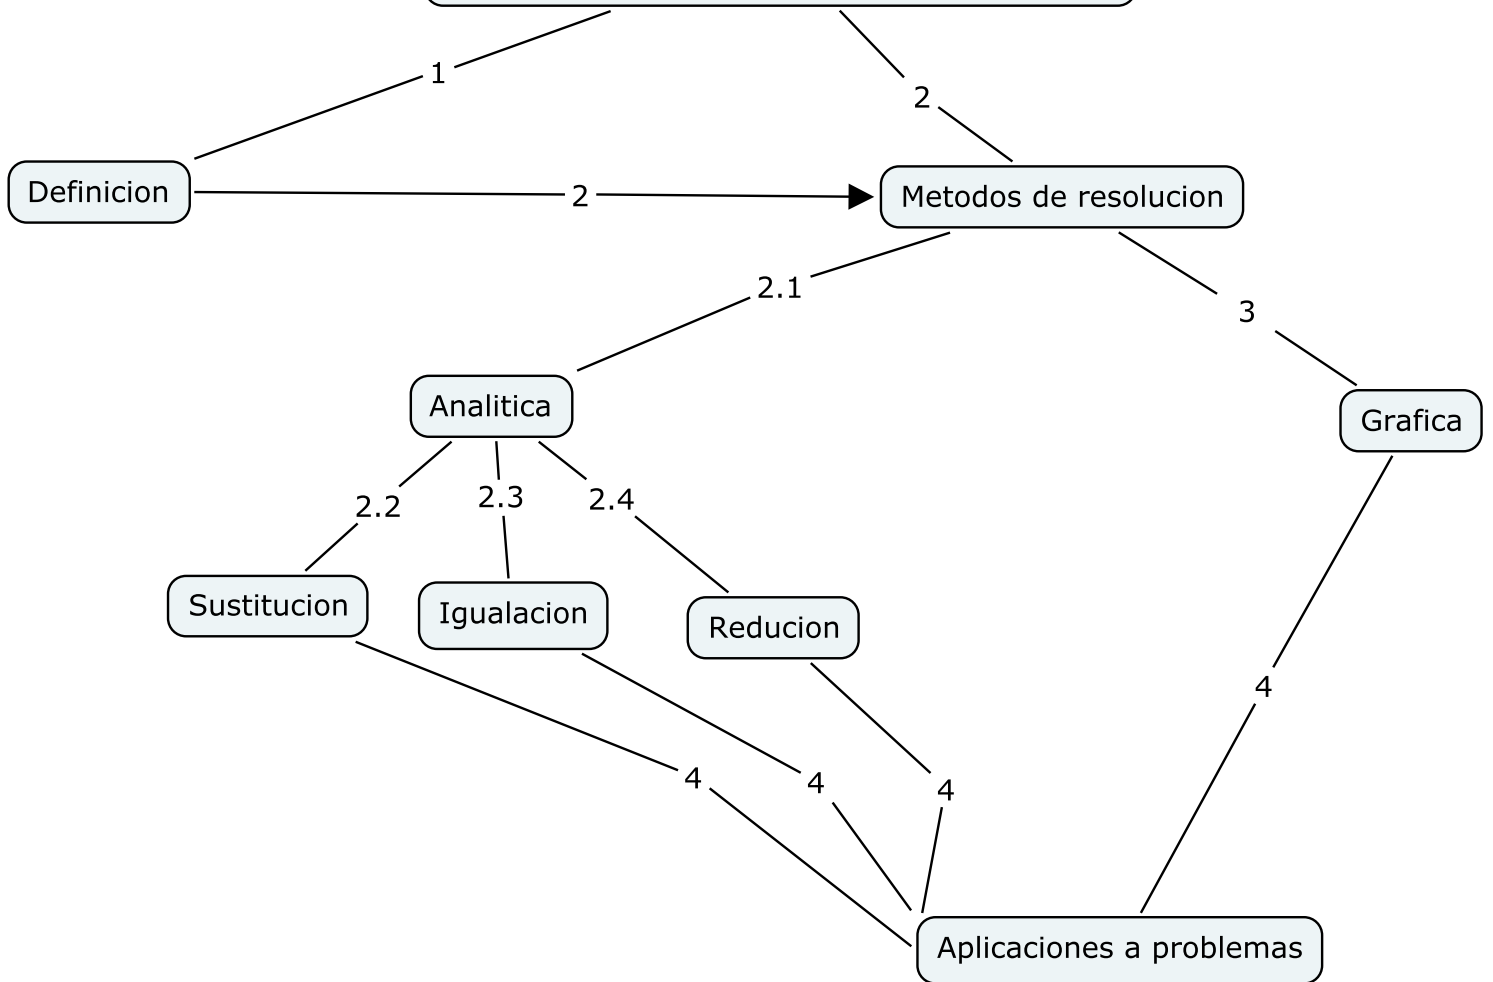 1
2
Definicion
2
Metodos de resolucion
2.1
3
Analitica
Grafica
2.2
2.3
2.4
Sustitucion
Igualacion
Reducion
4
4
4
4
Aplicaciones a problemas